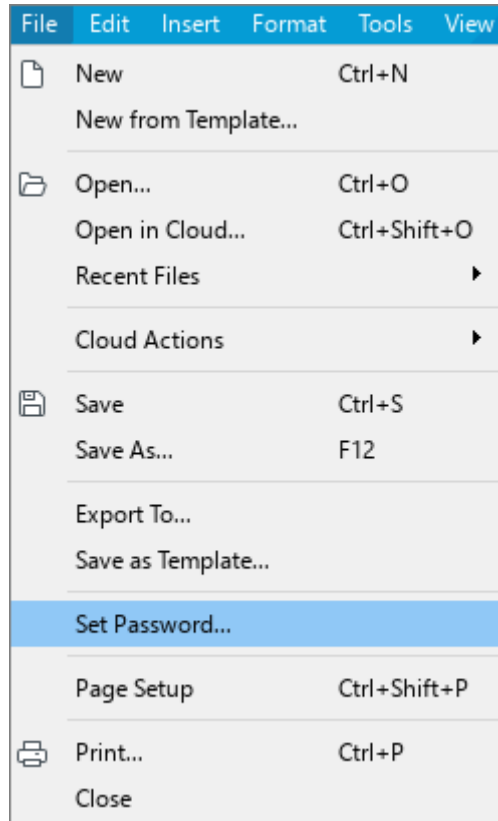 File Edit Insert Format Tools View
New Ctrl+N
New from Template...
Open... Ctrl+O
Open in Cloud... Ctrl+Shift+O
Recent Files
Cloud Actions
Save Ctrl+S
Save As... F12
Export To...
Save as Template...
Set Password...
Page Setup Ctrl+Shift+P
Print... Ctrl+P
Close